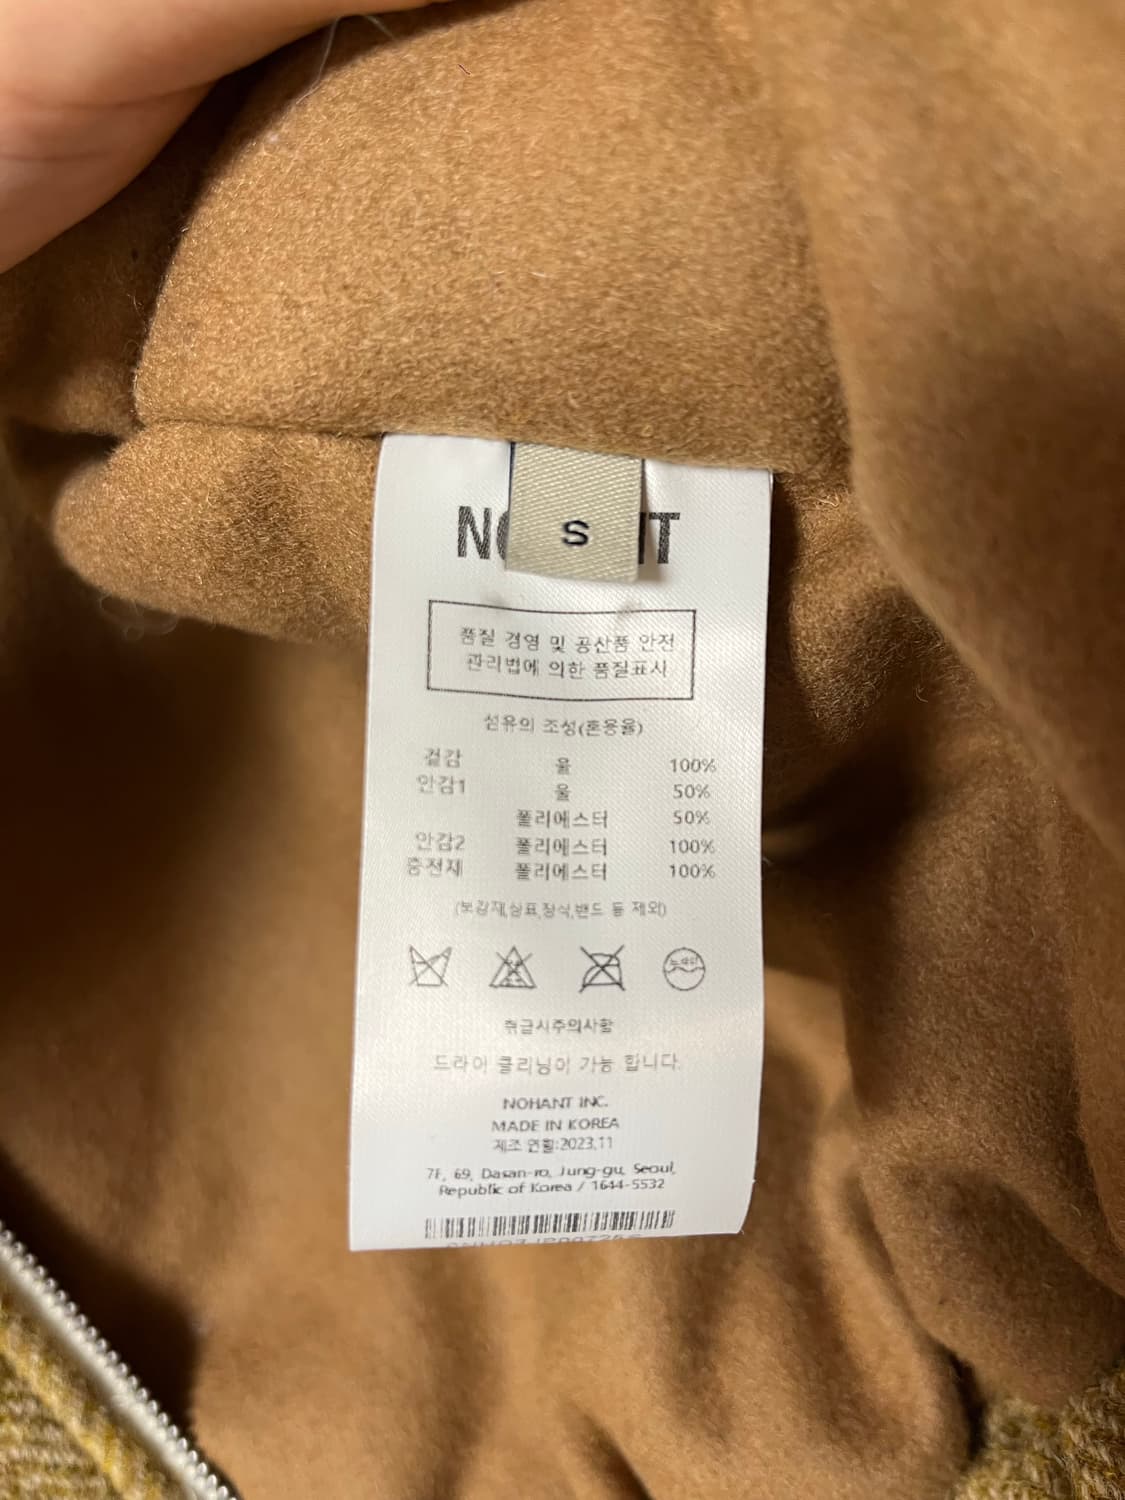 S
품질 경영 및 공산품 안전
관리법에 의한 품질표시
섬유의 조성(혼용율)
겉감 울 100%
안감1 울 50%
폴리에스터 50%
안감2 폴리에스터 100%
충전재 폴리에스터 100%
(보강재,상표,장식,밴드 등 제외)
취급시주의사항
드라이 클리닝이 가능 합니다.
NOHANT INC.
MADE IN KOREA
제조 연월:2023.11
7F, 69, Dasan-ro, Jung-gu, Seoul,
Republic of Korea / 1644-5532